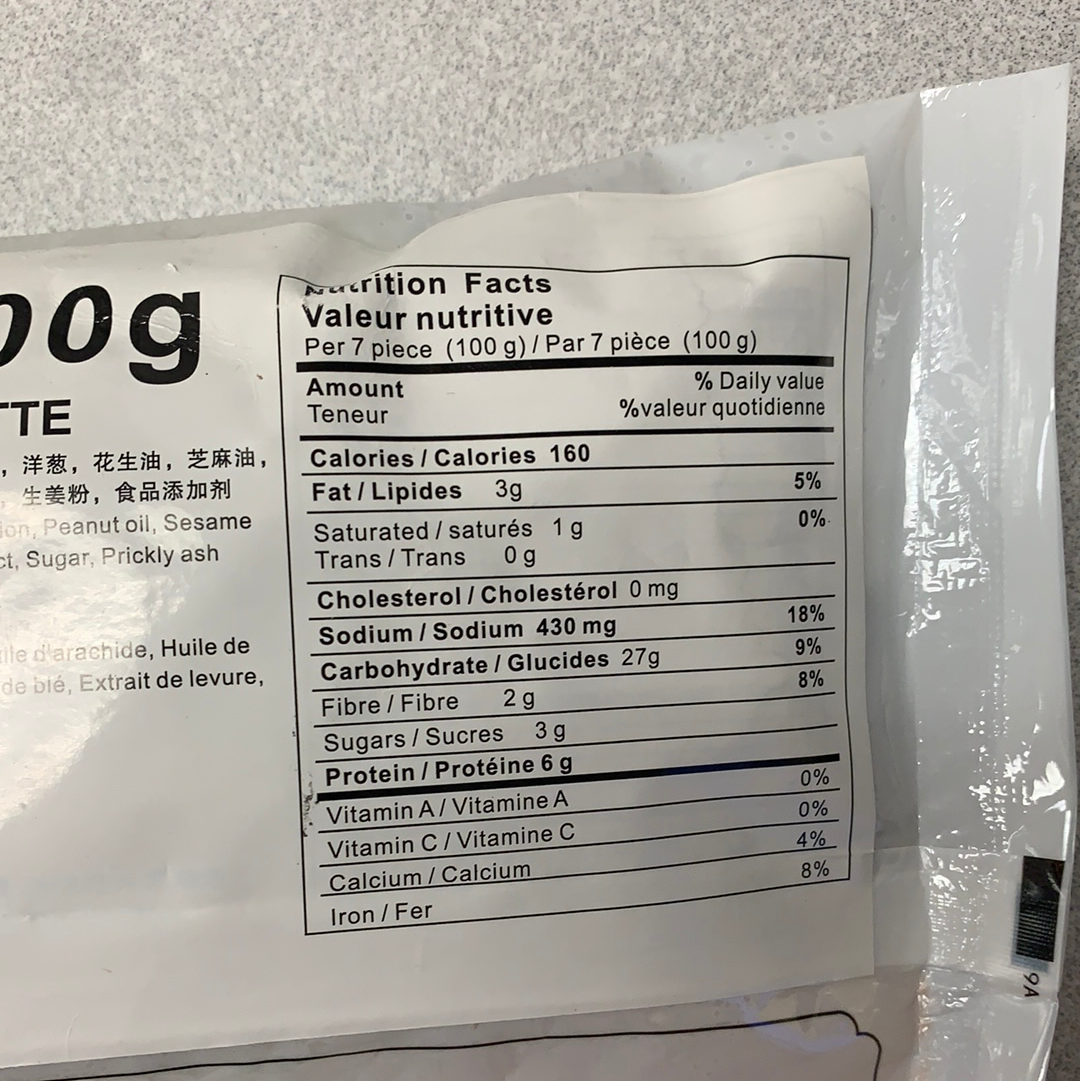 00g
TTE
，洋葱，花生油，芝麻油，
，生姜粉，食品添加剂
ion, Peanut oil, Sesame
ct, Sugar, Prickly ash
ile d'arachide, Huile de
de blé, Extrait de levure,
Nutrition Facts
Valeur nutritive
Per 7 piece (100 g) / Par 7 pièce (100 g)
Amount % Daily value
Teneur %valeur quotidienne
Calories / Calories 160
Fat / Lipides 3g 5%
Saturated / saturés 1 g 0%
Trans / Trans 0 g
Cholesterol / Cholestérol 0 mg
Sodium / Sodium 430 mg 18%
Carbohydrate / Glucides 27g 9%
Fibre / Fibre 2 g 8%
Sugars / Sucres 3 g
Protein / Protéine 6 g
Vitamin A / Vitamine A 0%
Vitamin C / Vitamine C 0%
Calcium / Calcium 4%
Iron / Fer 8%
9A